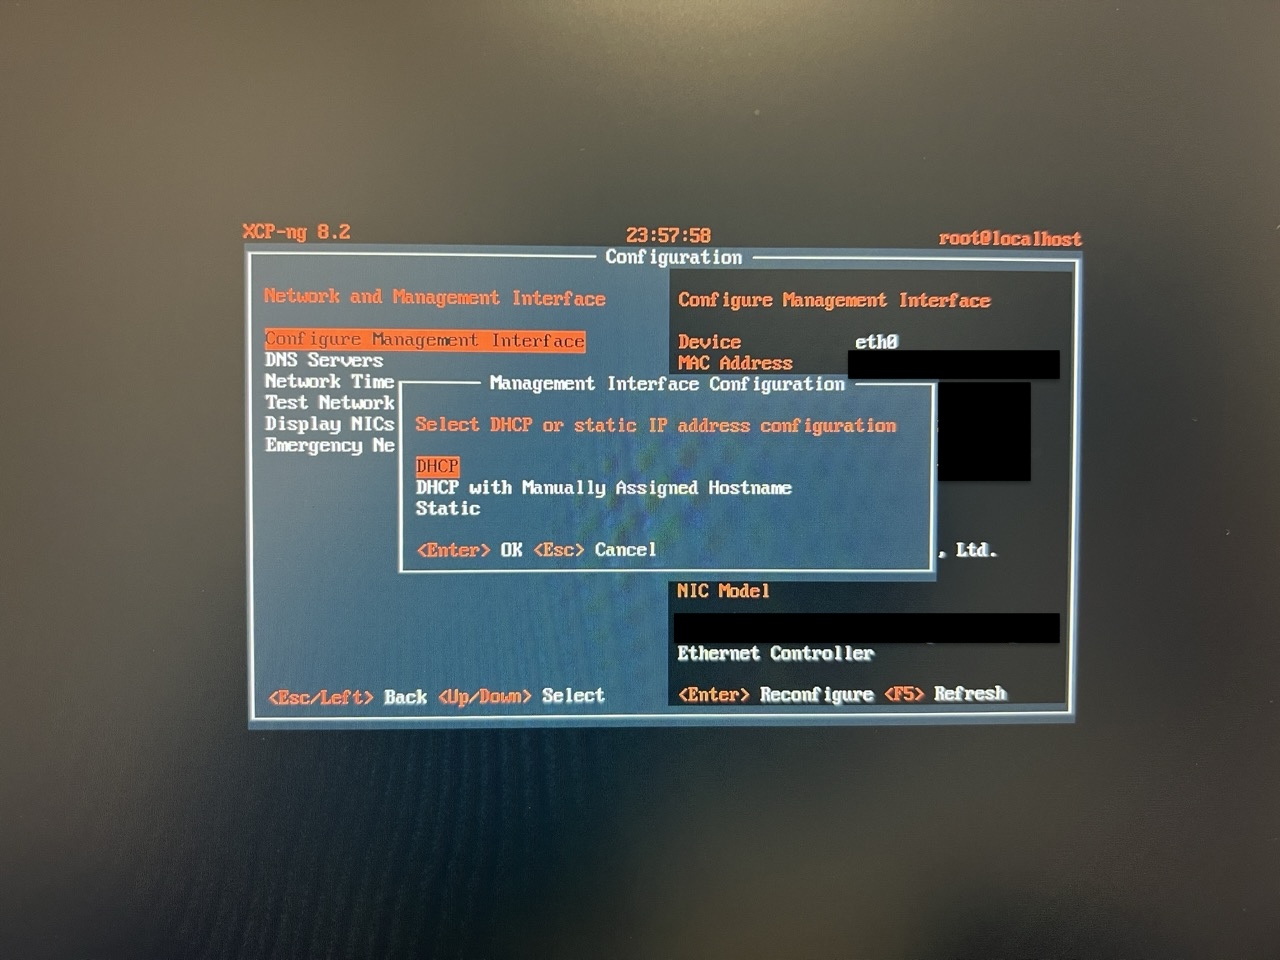 XCP-ng 8.2 23:57:58 root@localhost
Configuration
Network and Management Interface
Configure Management Interface
DNS Servers
Network Time
Test Network
Display NICs
Emergency Ne
Configure Management Interface
Device eth0
MAC Address
Management Interface Configuration
Select DHCP or static IP address configuration
DHCP
DHCP with Manually Assigned Hostname
Static
<Enter> OK <Esc> Cancel
, Ltd.
NIC Model
Ethernet Controller
<Esc/Left> Back <Up/Down> Select
<Enter> Reconfigure <F5> Refresh